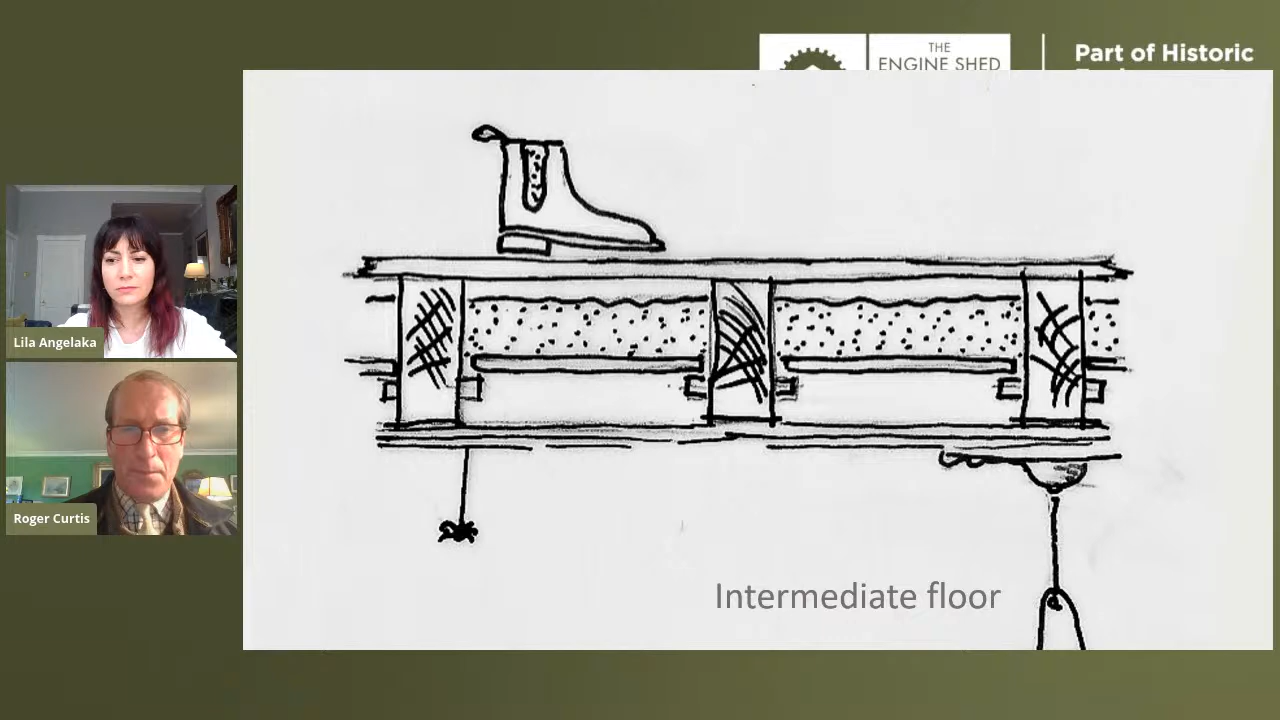 THE
ENGINE SHED
Part of Historic
Lila Angelaka
Roger Curtis
Intermediate floor